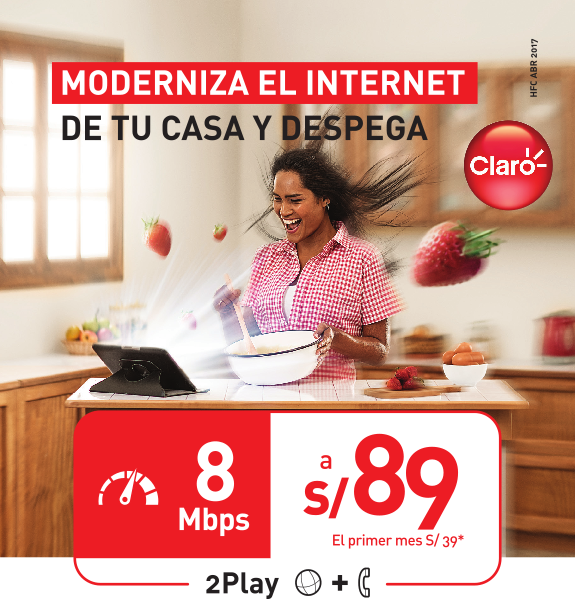 HFC ABR 2017
MODERNIZA EL INTERNET
DE TU CASA Y DESPEGA
Claro
8
Mbps
a
S/89
El primer mes S/ 39*
2Play +